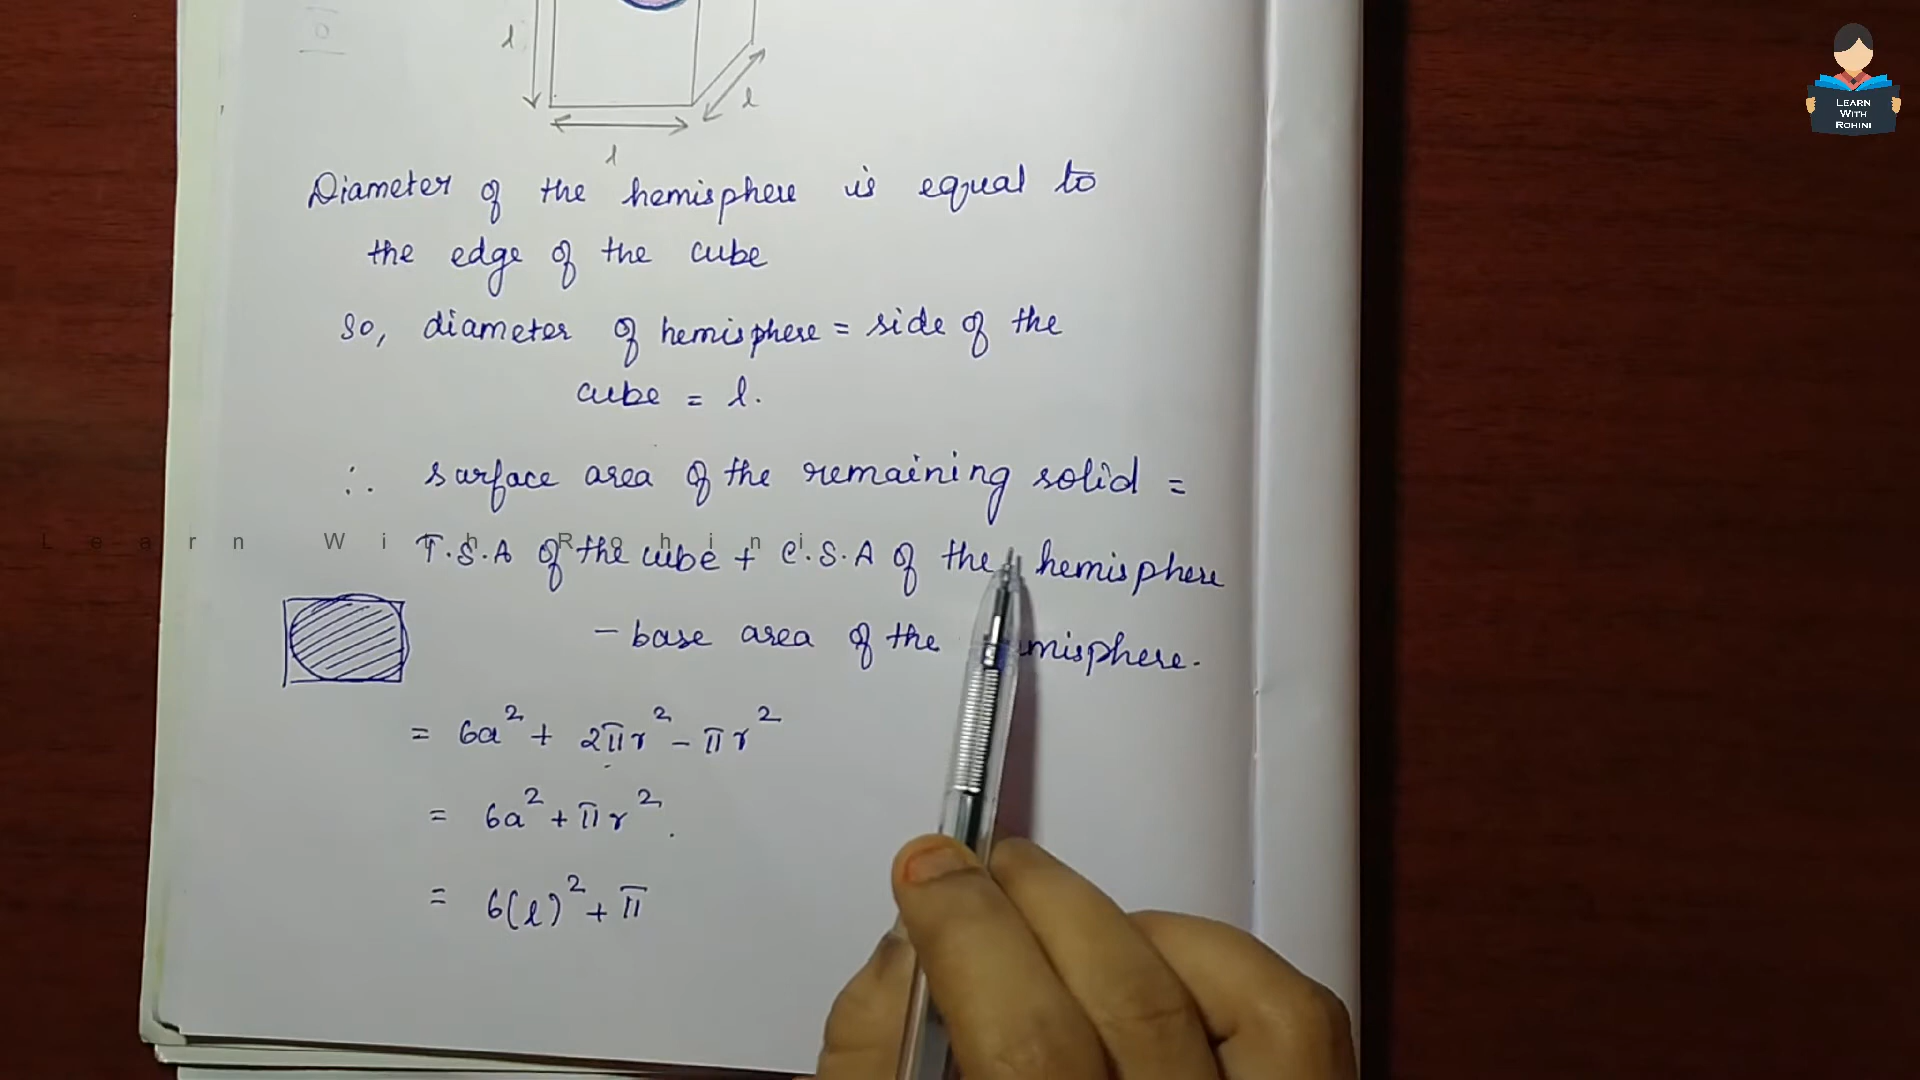 l
l
l
Diameter of the hemisphere is equal to
the edge of the cube
So, diameter of hemisphere = side of the
cube = l.
∴ surface area of the remaining solid =
Learn With Rohini
T.S.A of the cube + C.S.A of the hemisphere
- base area of the
= 6a² + 2πr² - πr²
= 6a² + πr².
= 6(l)² + π
LEARN
WITH
ROHINI